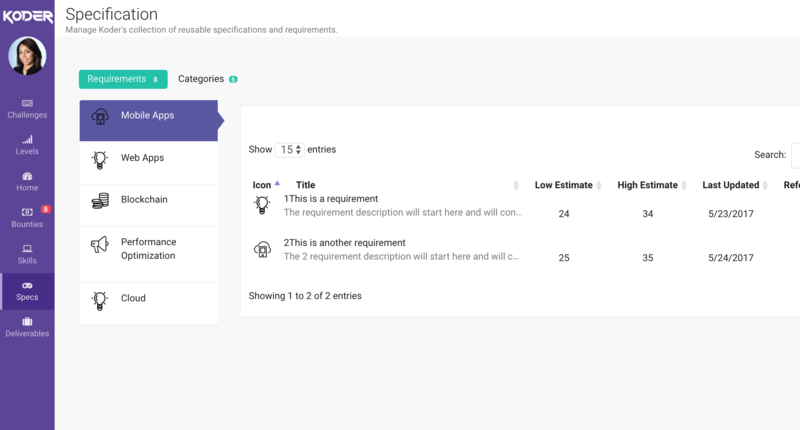 KODER
Specification
Manage Koder's collection of reusable specifications and requirements.
Requirements 8
Categories 6
Challenges
Levels
Home
Bounties 8
Skills
Specs
Deliverables
Mobile Apps
Web Apps
Blockchain
Performance
Optimization
Cloud
Show 15 entries
Search:
Icon Title Low Estimate High Estimate Last Updated Refe
1This is a requirement
The requirement description will start here and will con...
24 34 5/23/2017
2This is another requirement
The 2 requirement description will start here and will c...
25 35 5/24/2017
Showing 1 to 2 of 2 entries